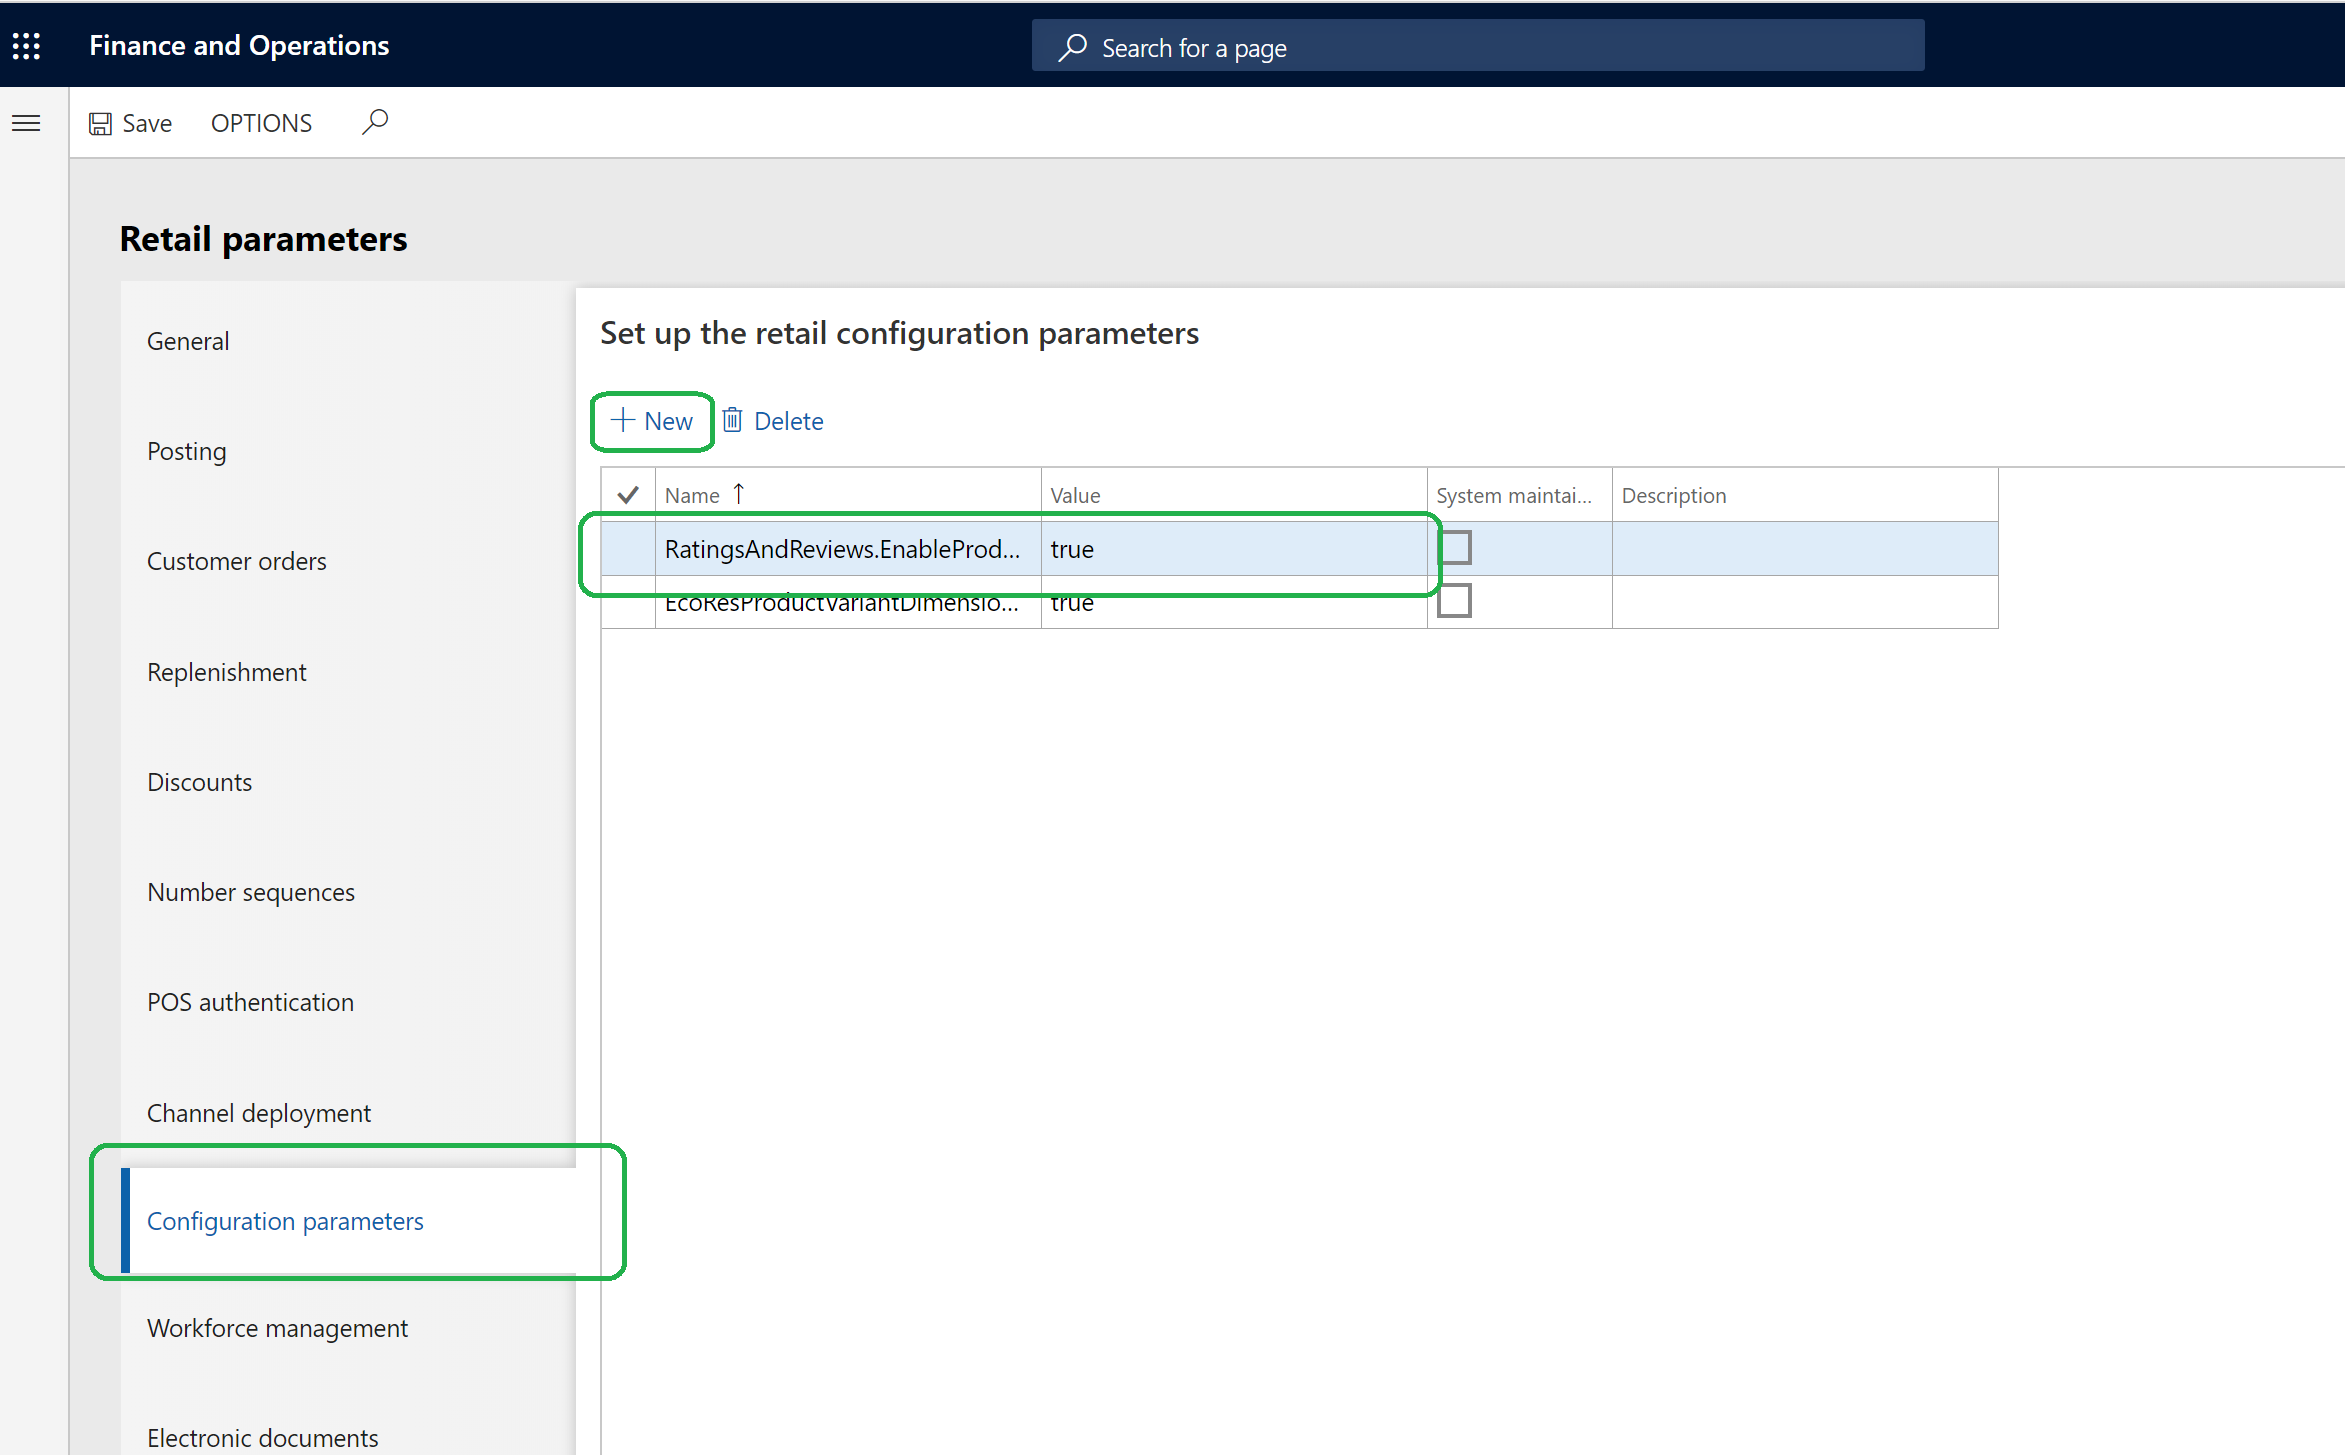 Finance and Operations
Search for a page
Save OPTIONS
Retail parameters
General
Posting
Customer orders
Replenishment
Discounts
Number sequences
POS authentication
Channel deployment
Configuration parameters
Workforce management
Electronic documents
Set up the retail configuration parameters
New Delete
Name ↑ Value System maintai... Description
RatingsAndReviews.EnableProd... true
EcoResProductVariantDimensio... true